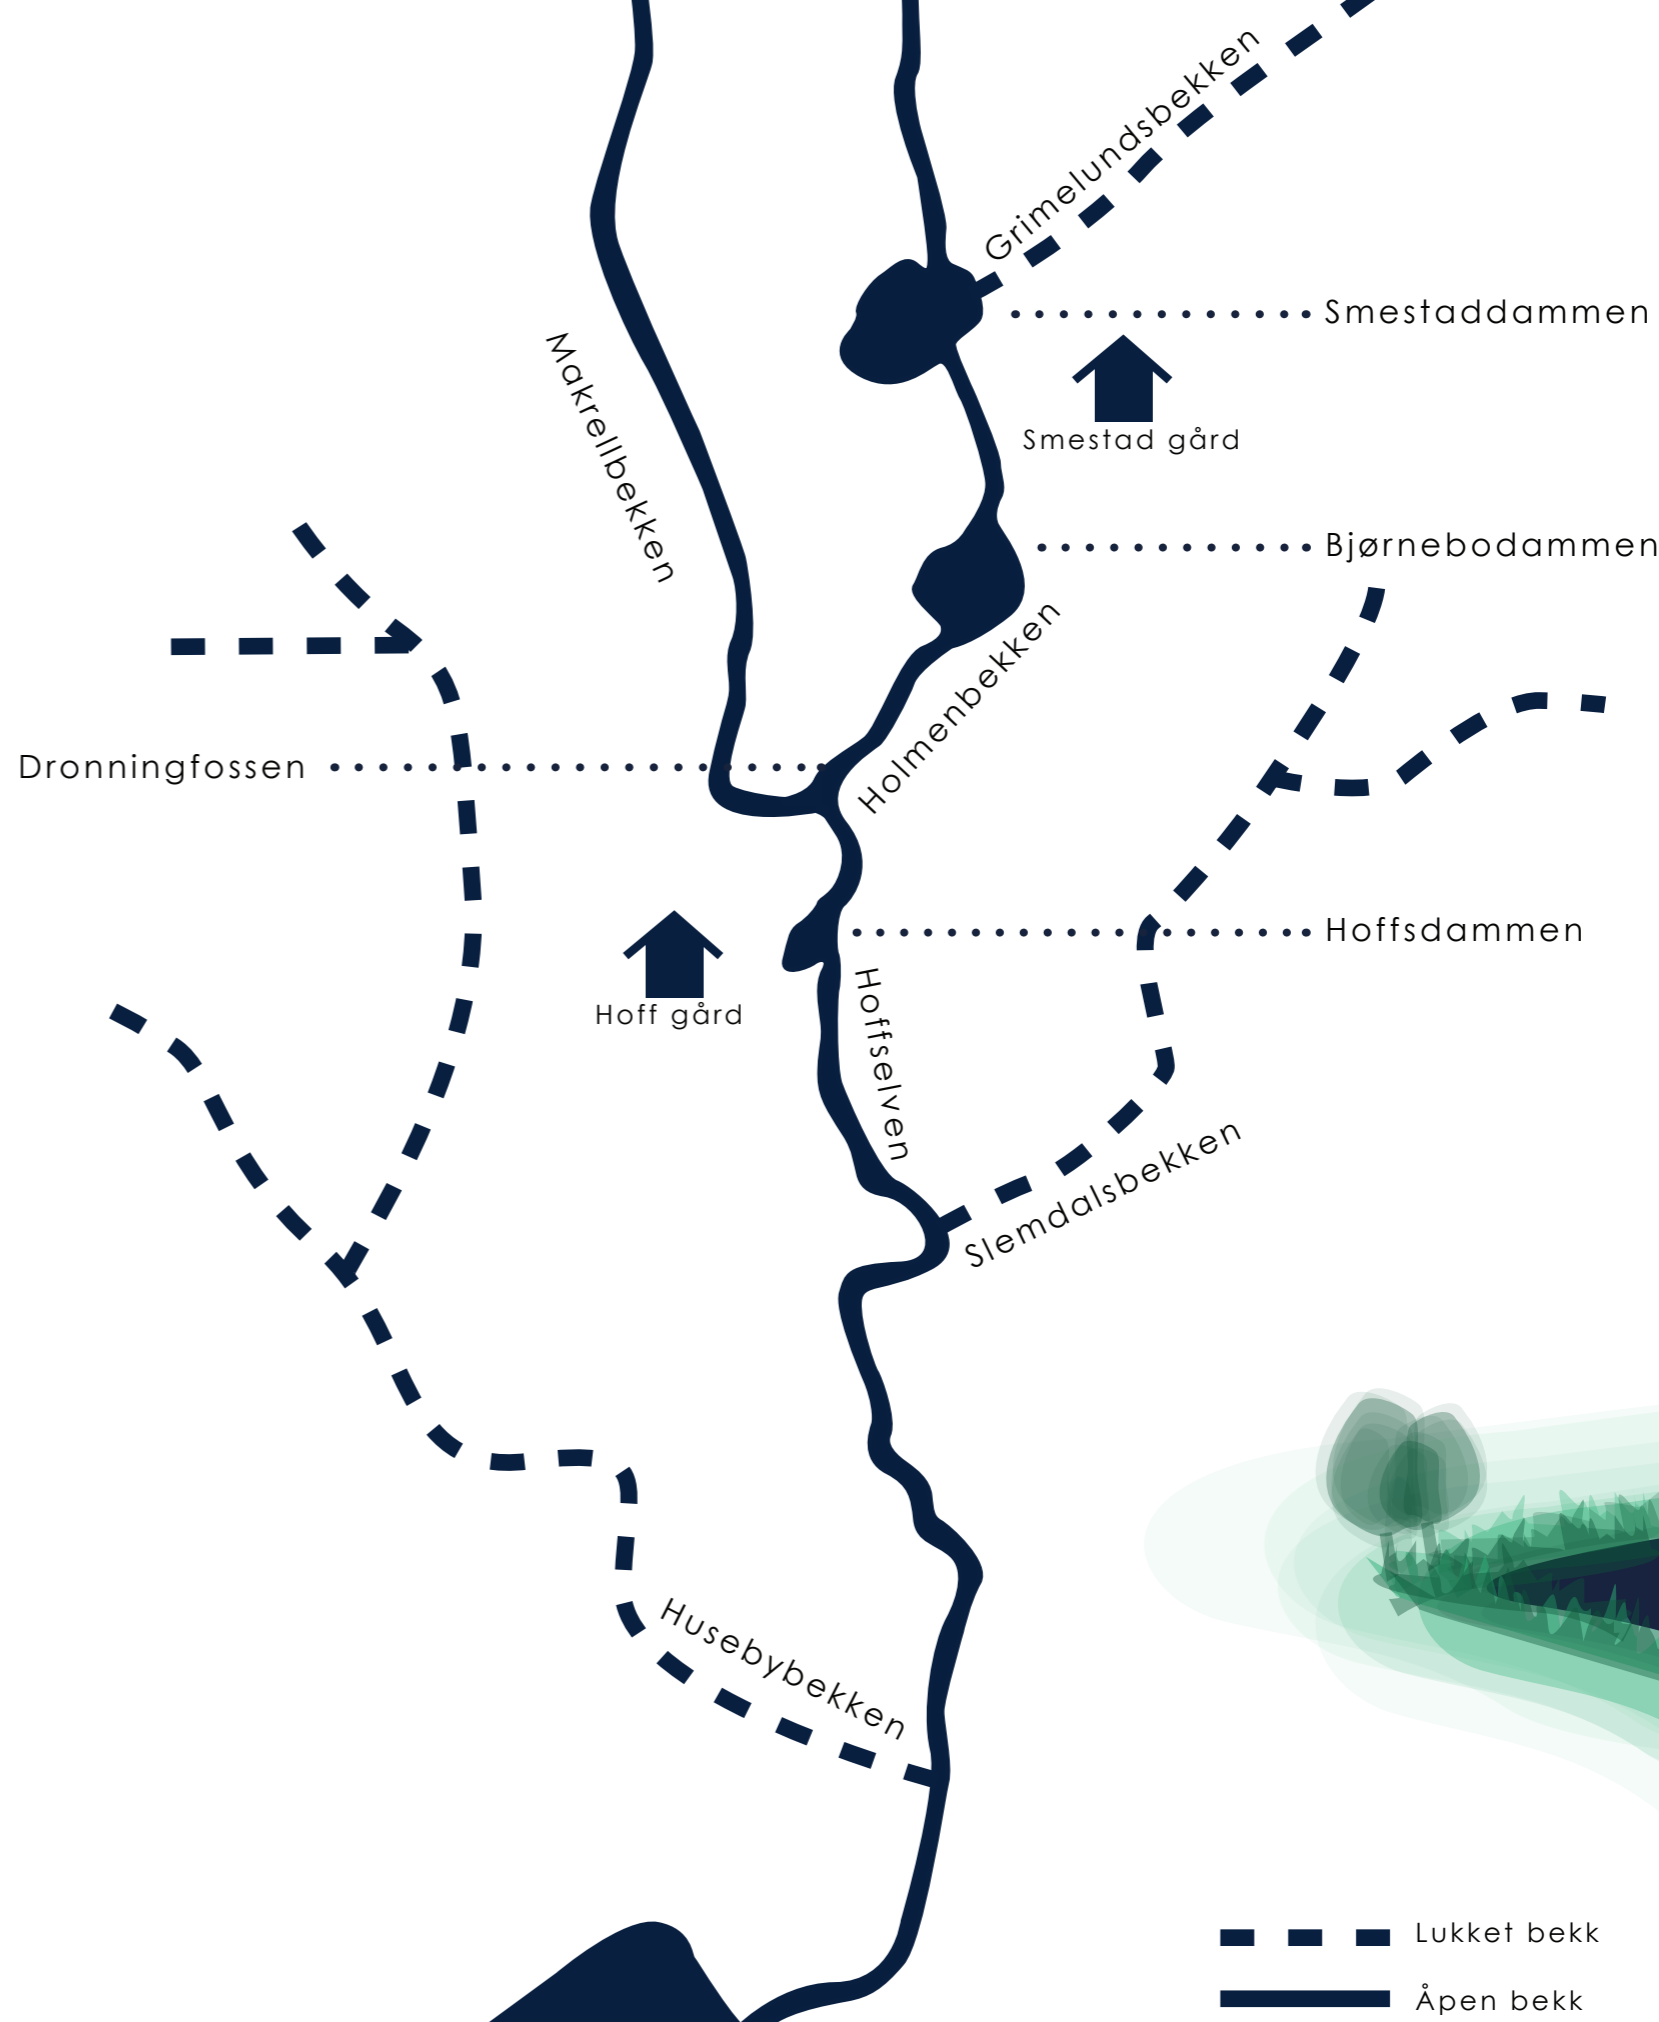 Grimelundsbekken
Smestaddammen
Makrellbekken
Smestad gård
Bjørnebodammen
Holmenbekken
Dronningfossen
Hoffsdammen
Hoff gård
Hoffselven
Slemdalsbekken
Husebybekken
Lukket bekk
Åpen bekk